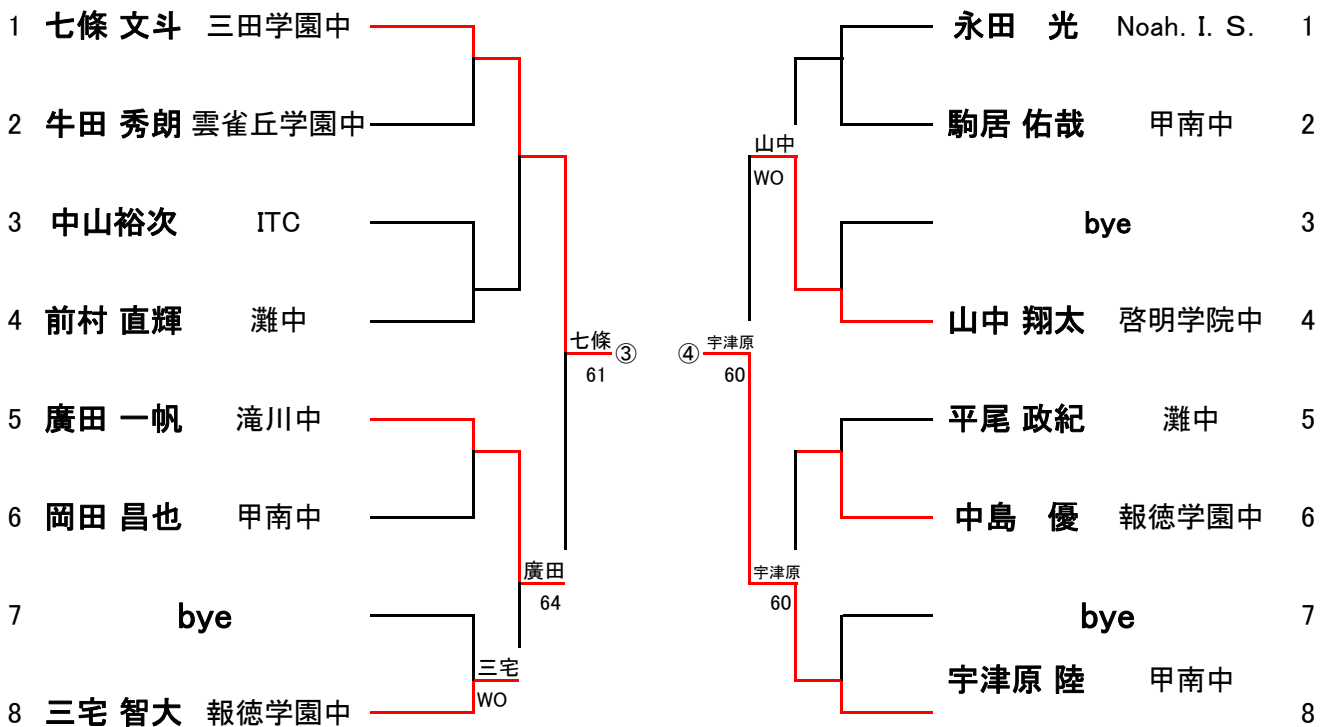 1 七條 文斗 三田学園中
2 牛田 秀朗 雲雀丘学園中
3 中山裕次 ITC
4 前村 直輝 灘中
5 廣田 一帆 滝川中
6 岡田 昌也 甲南中
7 bye
8 三宅 智大 報徳学園中
三宅
WO
廣田
64
七條 ③
61
永田 光 Noah. I. S. 1
駒居 佑哉 甲南中 2
bye 3
山中 翔太 啓明学院中 4
平尾 政紀 灘中 5
中島 優 報徳学園中 6
bye 7
宇津原 陸 甲南中
8
山中
WO
④ 宇津原
60
宇津原
60